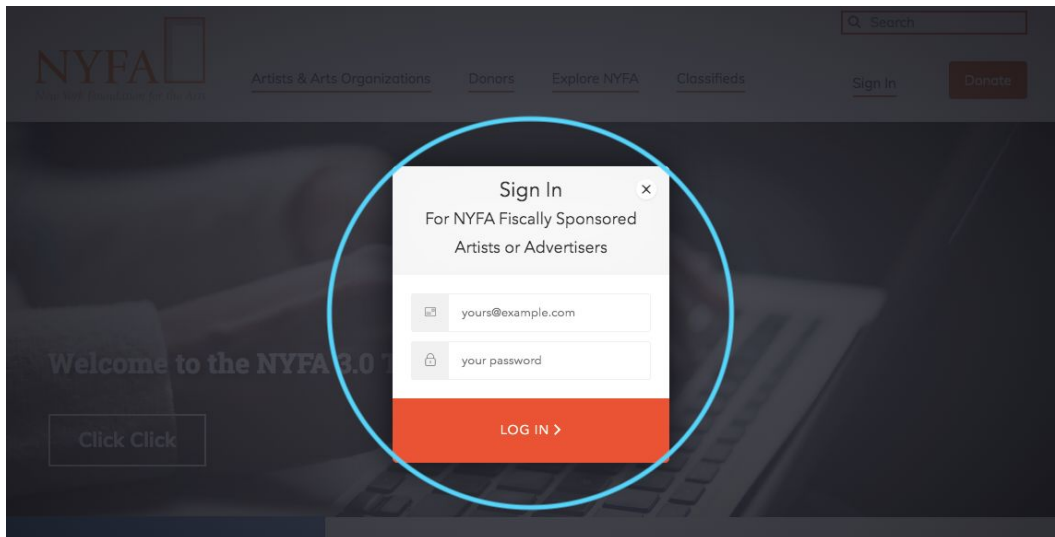 Search
NYFA
New York Foundation for the Arts
Artists & Arts Organizations
Donors
Explore NYFA
Classifieds
Sign In
Donate
Sign In
For NYFA Fiscally Sponsored
Artists or Advertisers
yours@example.com
your password
Welcome to the NYFA 3.0
Click Click
LOG IN